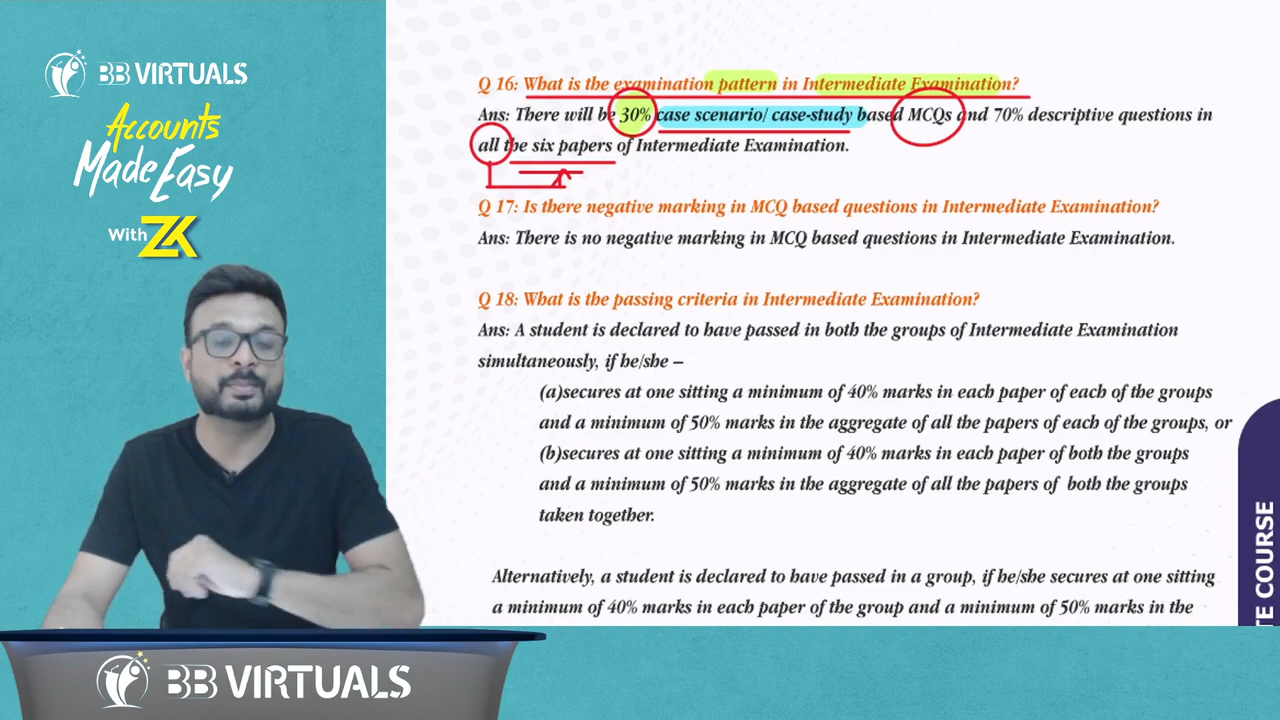 BB VIRTUALS
Accounts
Made Easy
With ZK
Q 16: What is the examination pattern in Intermediate Examination?
Ans: There will be 30% case scenario/ case-study based MCQs and 70% descriptive questions in
all the six papers of Intermediate Examination.
Q 17: Is there negative marking in MCQ based questions in Intermediate Examination?
Ans: There is no negative marking in MCQ based questions in Intermediate Examination.
Q 18: What is the passing criteria in Intermediate Examination?
Ans: A student is declared to have passed in both the groups of Intermediate Examination
simultaneously, if he/she –
(a)secures at one sitting a minimum of 40% marks in each paper of each of the groups
and a minimum of 50% marks in the aggregate of all the papers of each of the groups, or
(b)secures at one sitting a minimum of 40% marks in each paper of both the groups
and a minimum of 50% marks in the aggregate of all the papers of both the groups
taken together.
Alternatively, a student is declared to have passed in a group, if he/she secures at one sitting
a minimum of 40% marks in each paper of the group and a minimum of 50% marks in the
TE COURSE
BB VIRTUALS